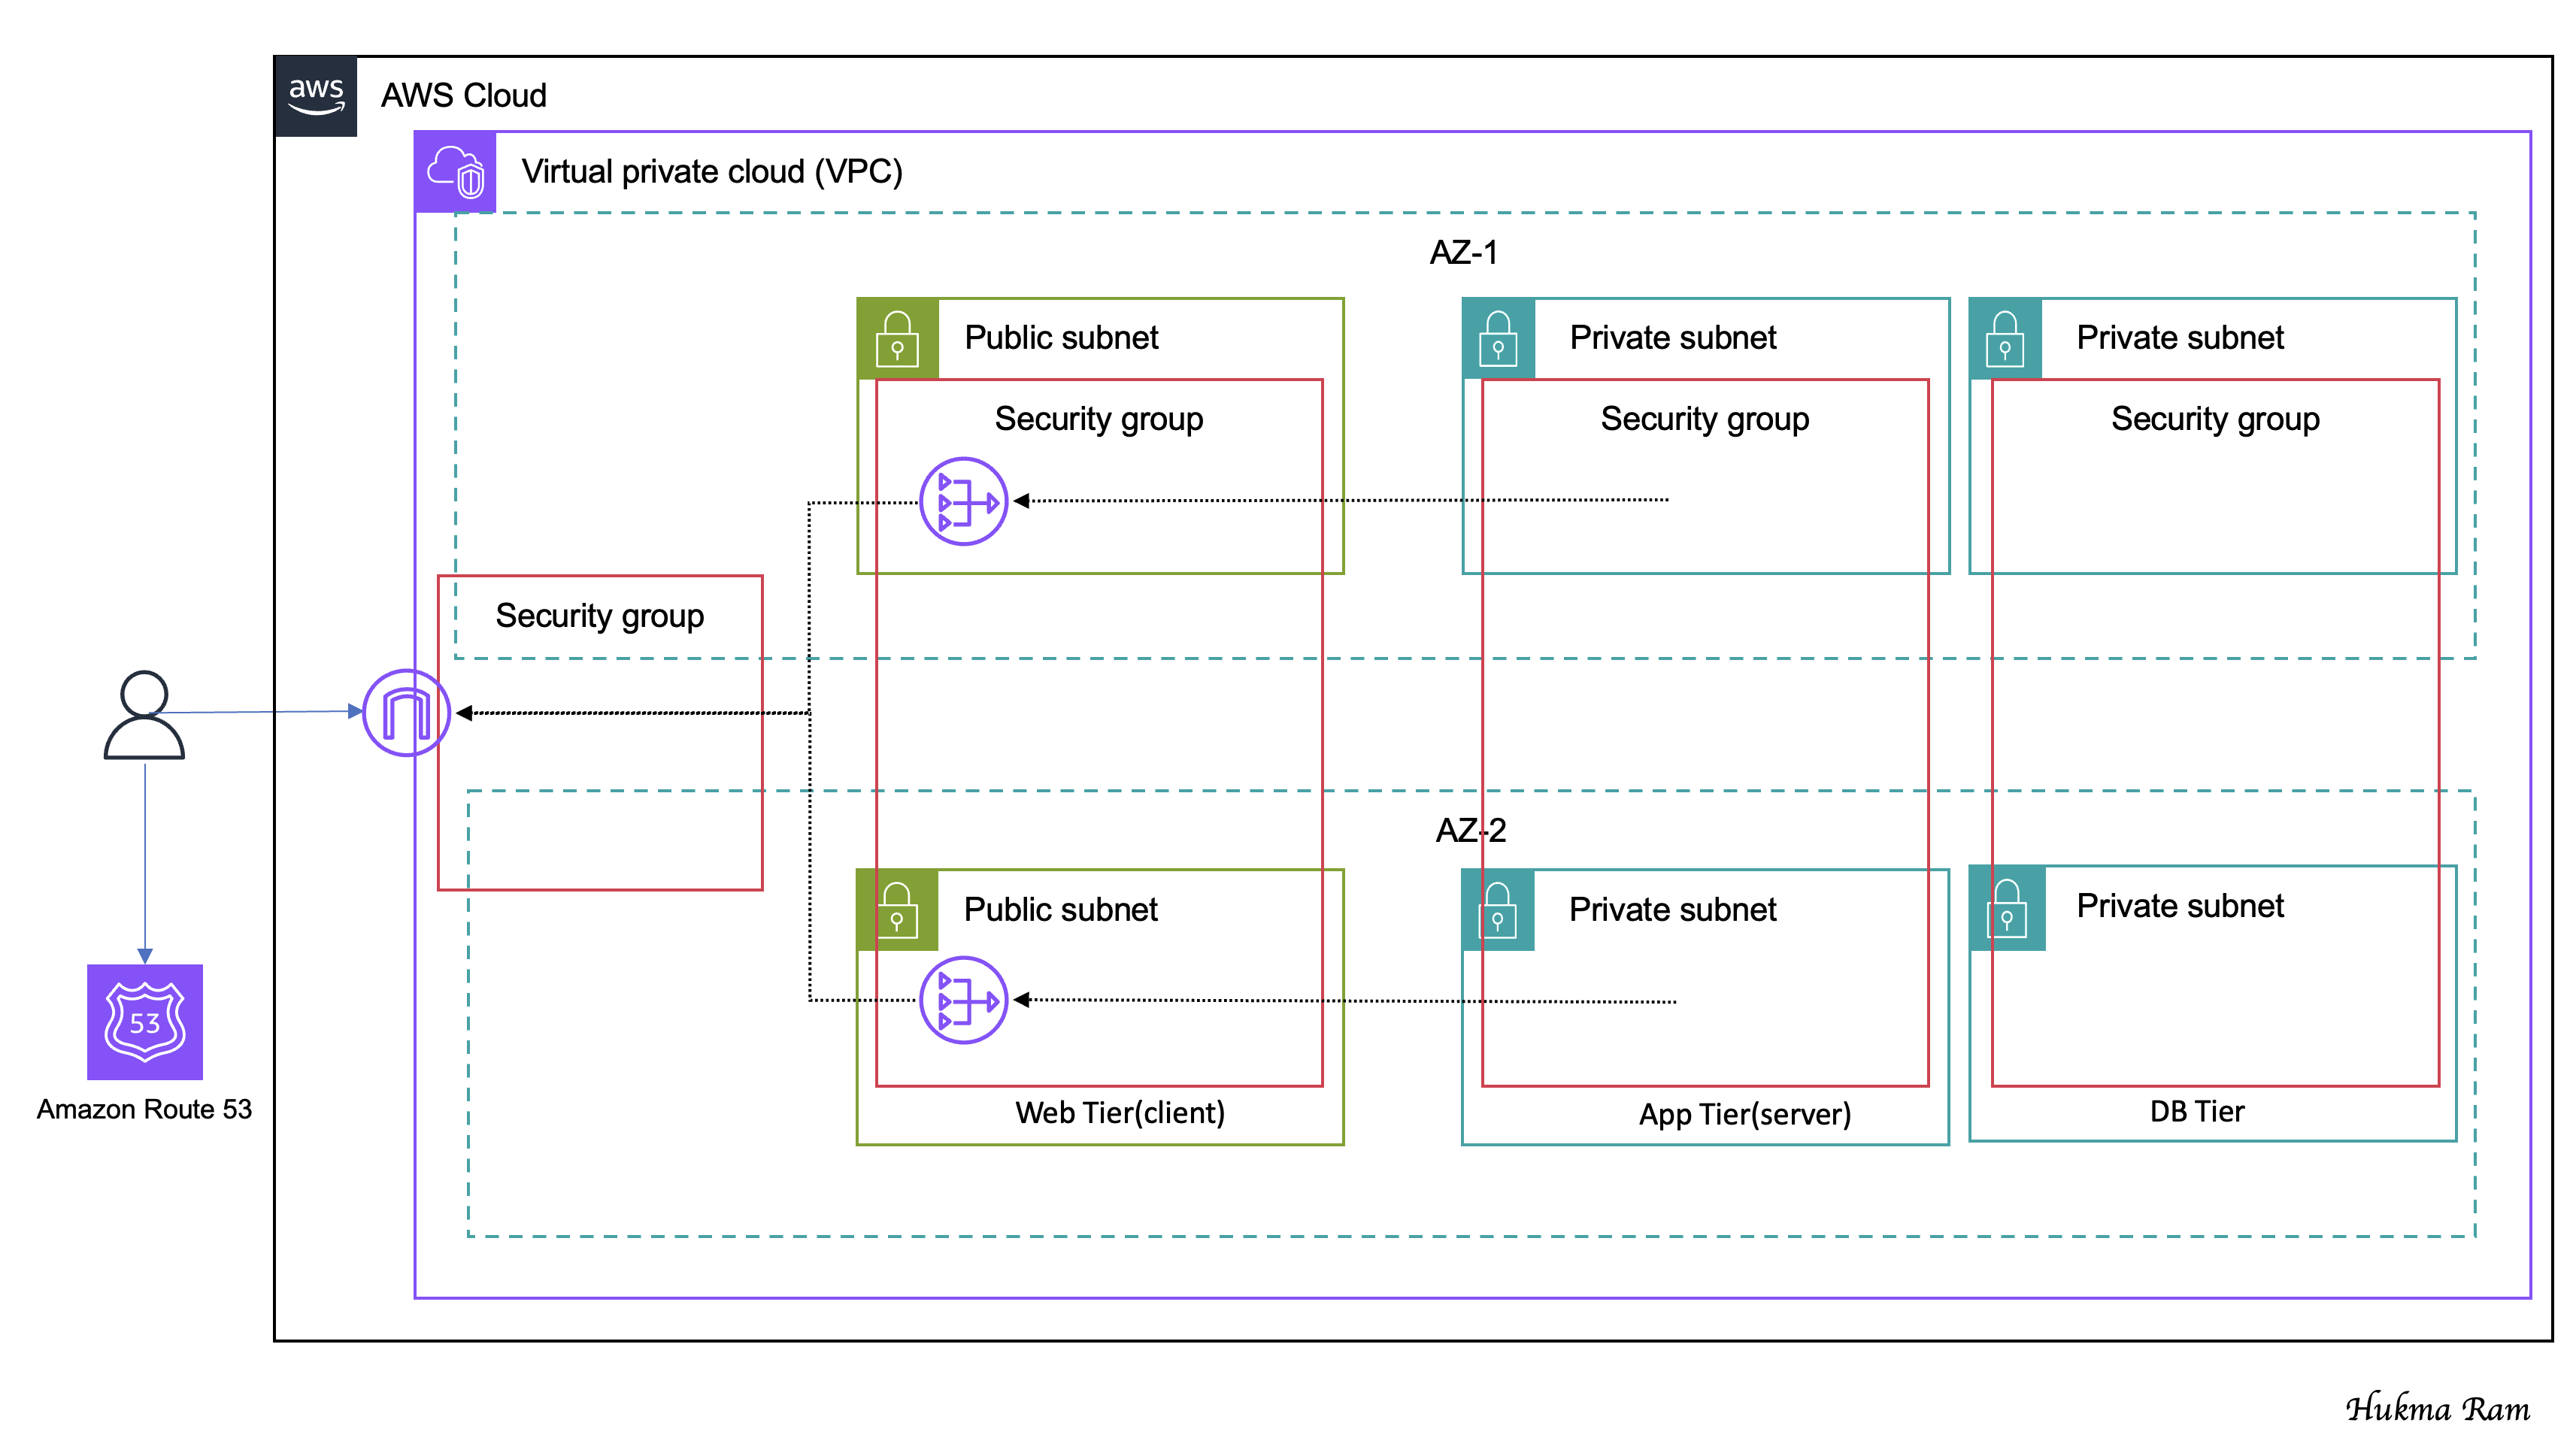 aws
AWS Cloud
Virtual private cloud (VPC)
AZ-1
Public subnet
Private subnet
Private subnet
Security group
Security group
Security group
Security group
AZ-2
Public subnet
Private subnet
Private subnet
53
Amazon Route 53
Web Tier(client)
App Tier(server)
DB Tier
Hukma Ram